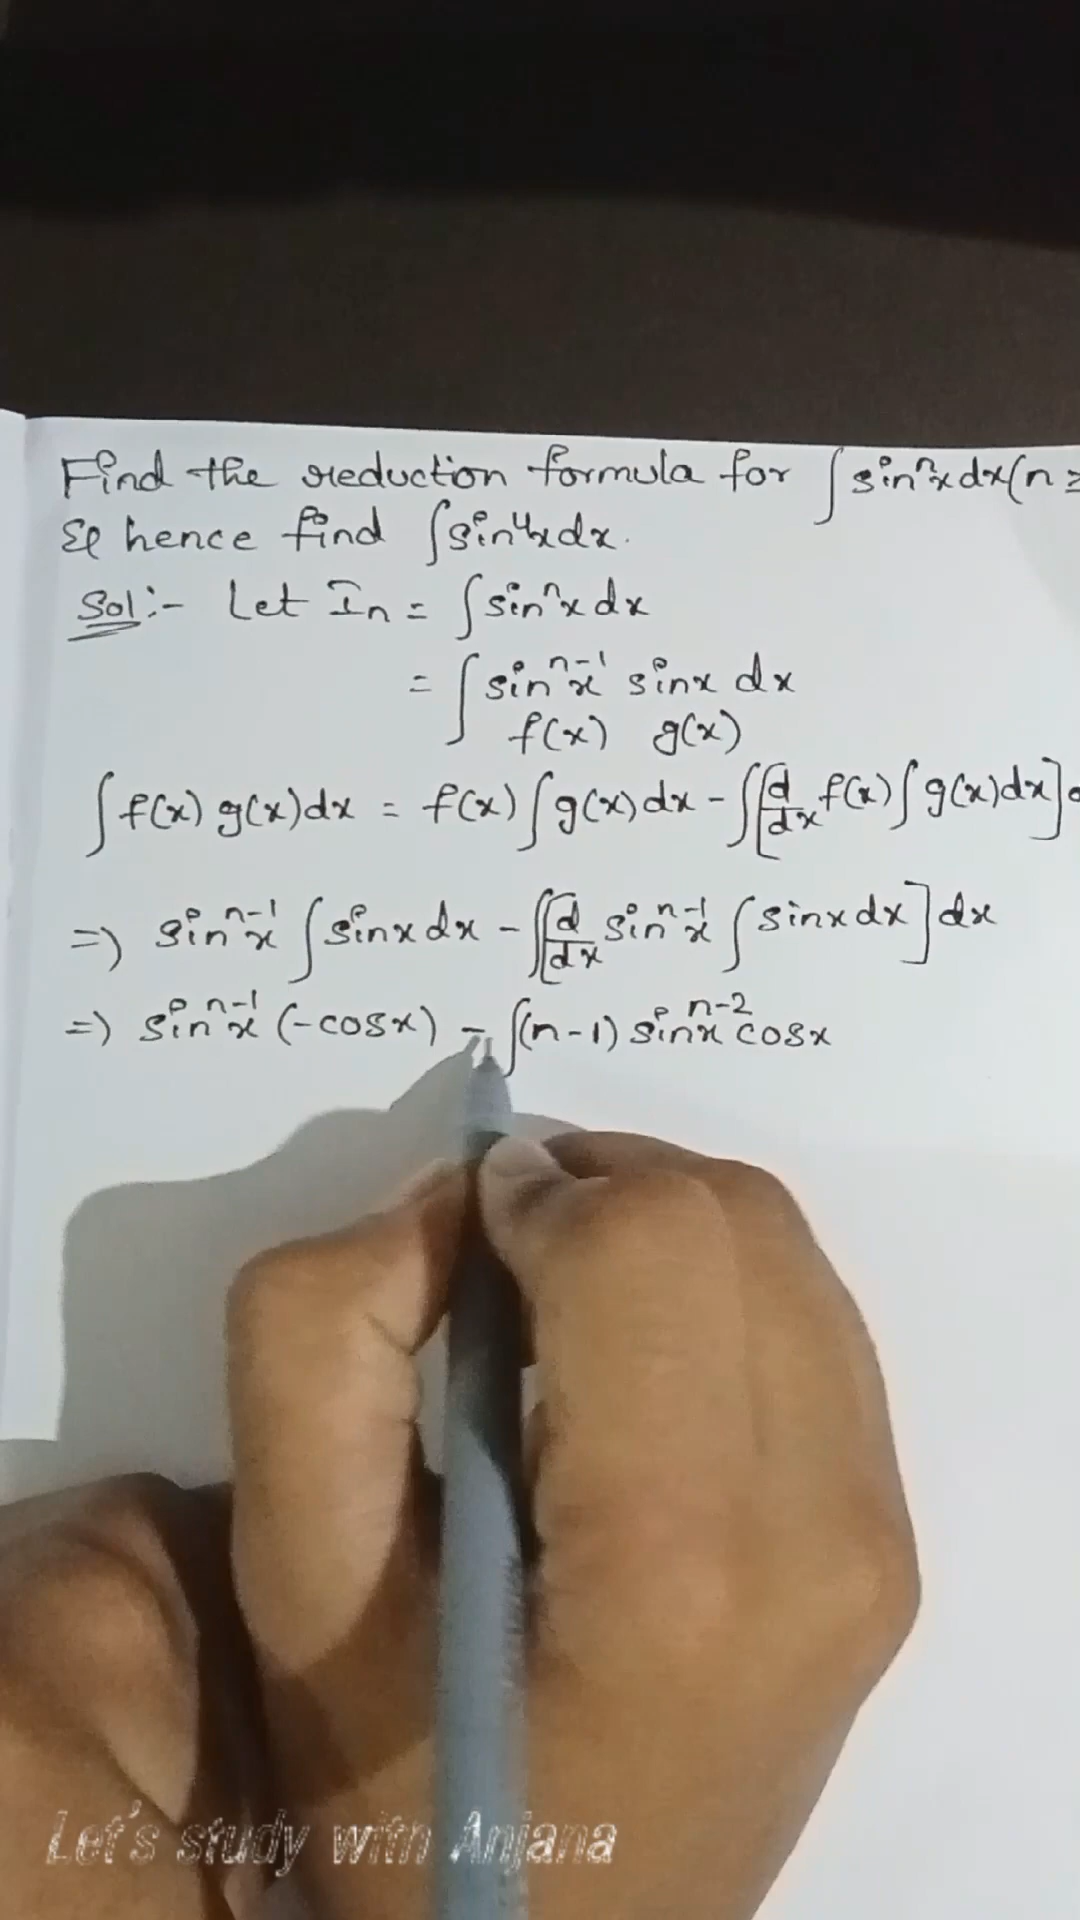 Find the reduction formula for ∫ sinⁿx dx (n ≥
& hence find ∫ sin⁴x dx.
Sol:- Let Iₙ = ∫ sinⁿx dx
= ∫ sinⁿ⁻¹x sinx dx
f(x) g(x)
∫ f(x) g(x) dx = f(x) ∫ g(x) dx - ∫[d/dx f(x) ∫ g(x) dx] d
=> sinⁿ⁻¹x ∫ sinx dx - ∫[d/dx sinⁿ⁻¹x ∫ sinx dx] dx
=> sinⁿ⁻¹x (-cosx) - ∫(n-1) sinⁿ⁻²x cosx
Let's study with Anjana